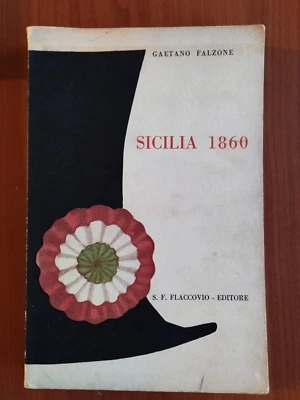 GAETANO FALZONE
SICILIA 1860
S. F. FLACCOVIO - EDITORE